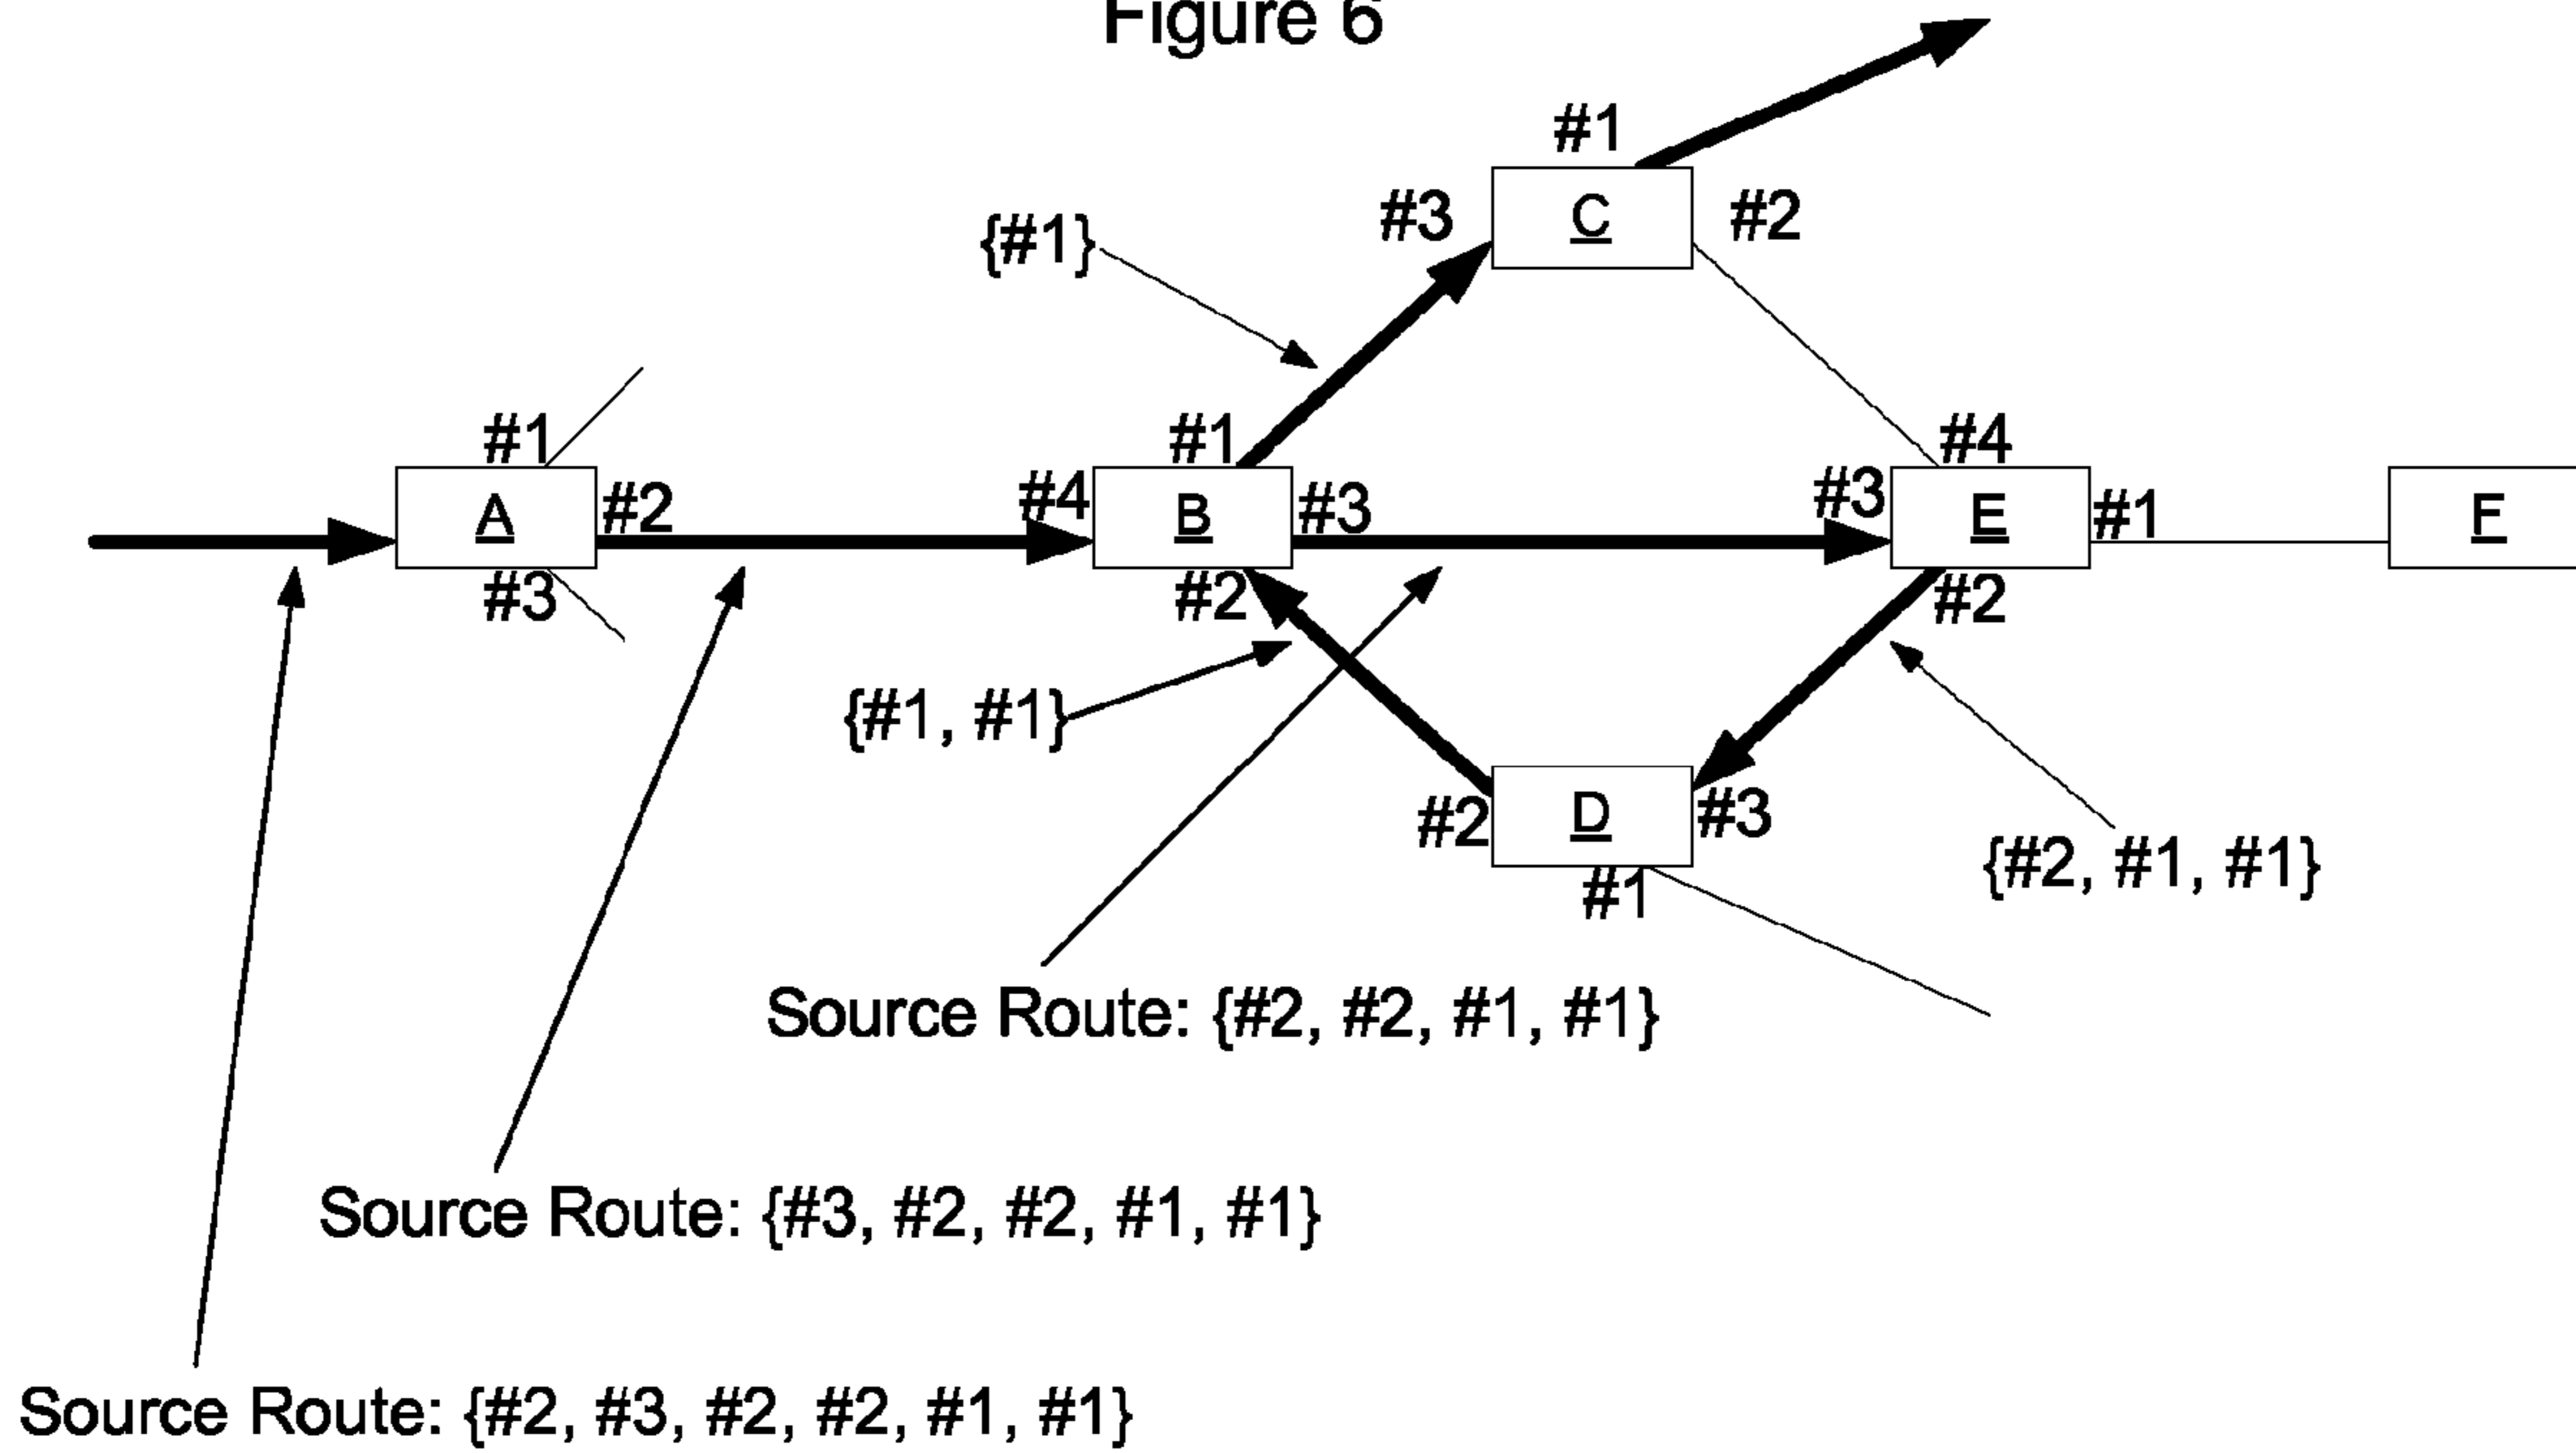 Figure 6
#1
#3
C
#2
{#1}
#1
#1
#4
#2
#4
#3
#3
#1
A
B
E
F
#3
#2
#2
{#1, #1}
#2
D
#3
#1
{#2, #1, #1}
Source Route: {#2, #2, #1, #1}
Source Route: {#3, #2, #2, #1, #1}
Source Route: {#2, #3, #2, #2, #1, #1}